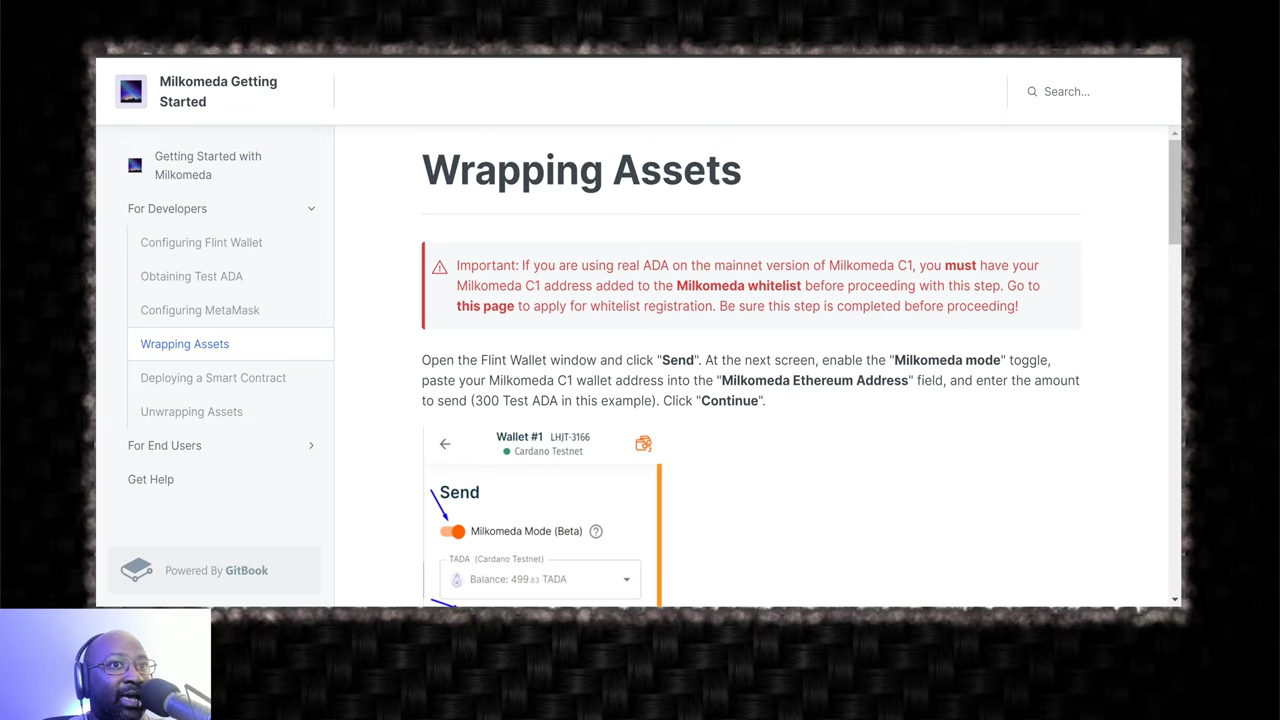 Milkomeda Getting
Started
Search...
Getting Started with
Milkomeda
For Developers
Configuring Flint Wallet
Obtaining Test ADA
Configuring MetaMask
Wrapping Assets
Deploying a Smart Contract
Unwrapping Assets
For End Users
Get Help
Powered By GitBook
Wrapping Assets
Important: If you are using real ADA on the mainnet version of Milkomeda C1, you must have your
Milkomeda C1 address added to the Milkomeda whitelist before proceeding with this step. Go to
this page to apply for whitelist registration. Be sure this step is completed before proceeding!
Open the Flint Wallet window and click "Send". At the next screen, enable the "Milkomeda mode" toggle,
paste your Milkomeda C1 wallet address into the "Milkomeda Ethereum Address" field, and enter the amount
to send (300 Test ADA in this example). Click "Continue".
Wallet #1 LHJT-3166
Cardano Testnet
Send
Milkomeda Mode (Beta)
TADA (Cardano Testnet)
Balance: 499.83 TADA